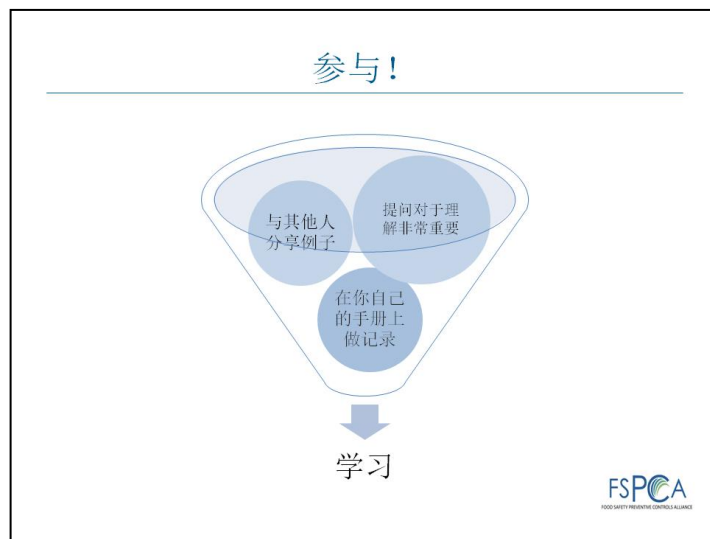 参与！
与其他人
分享例子
提问对于理
解非常重要
在你自己
的手册上
做记录
学习
FSPCA
FOOD SAFETY PREVENTIVE CONTROLS ALLIANCE